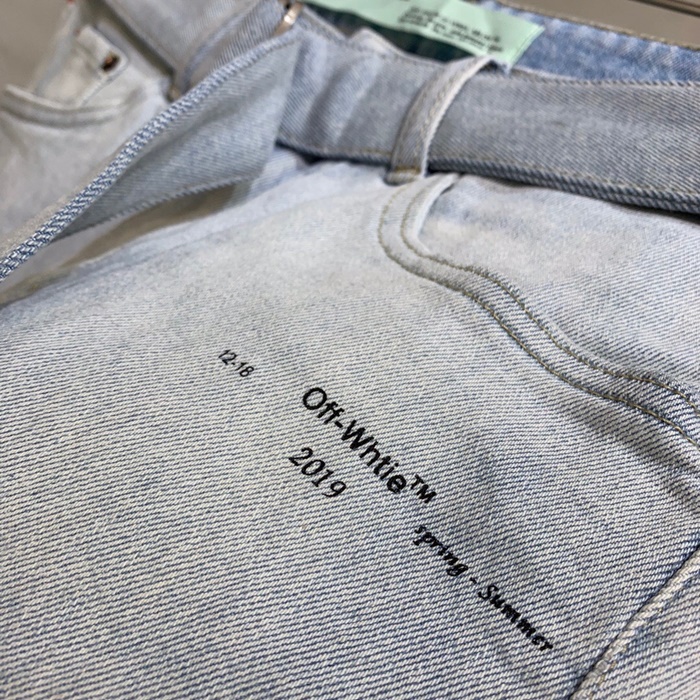 12-18
Off-Whtie™
2019
spring - Summer